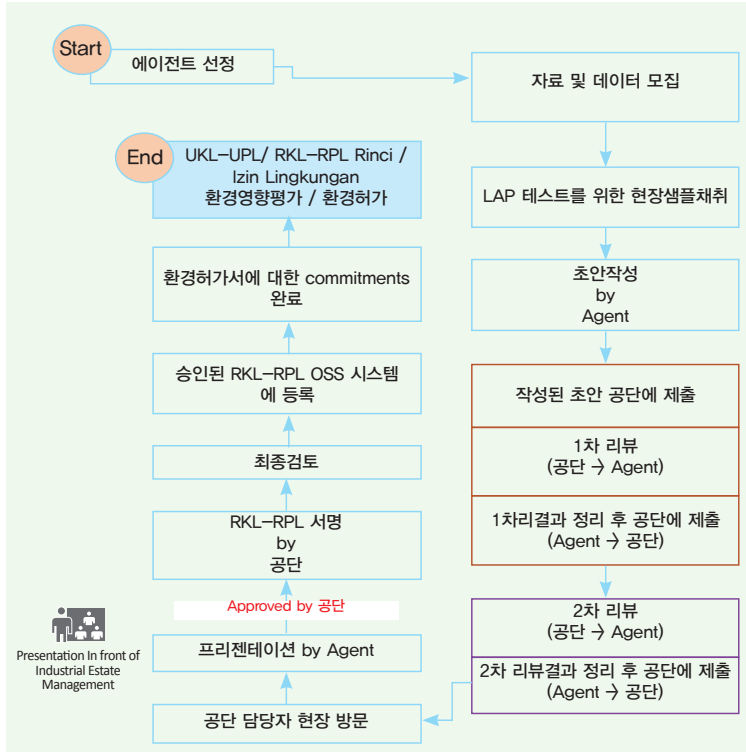 Start
에이전트 선정
자료 및 데이터 모집
LAP 테스트를 위한 현장샘플채취
초안작성
by
Agent
작성된 초안 공단에 제출
1차 리뷰
(공단 → Agent)
1차리결과 정리 후 공단에 제출
(Agent → 공단)
2차 리뷰
(공단 → Agent)
2차 리뷰결과 정리 후 공단에 제출
(Agent → 공단)
공단 담당자 현장 방문
프리젠테이션 by Agent
Presentation In front of
Industrial Estate
Management
Approved by 공단
RKL-RPL 서명
by
공단
최종검토
승인된 RKL-RPL OSS 시스템
에 등록
환경허가서에 대한 commitments
완료
End
UKL-UPL/ RKL-RPL Rinci /
Izin Lingkungan
환경영향평가 / 환경허가